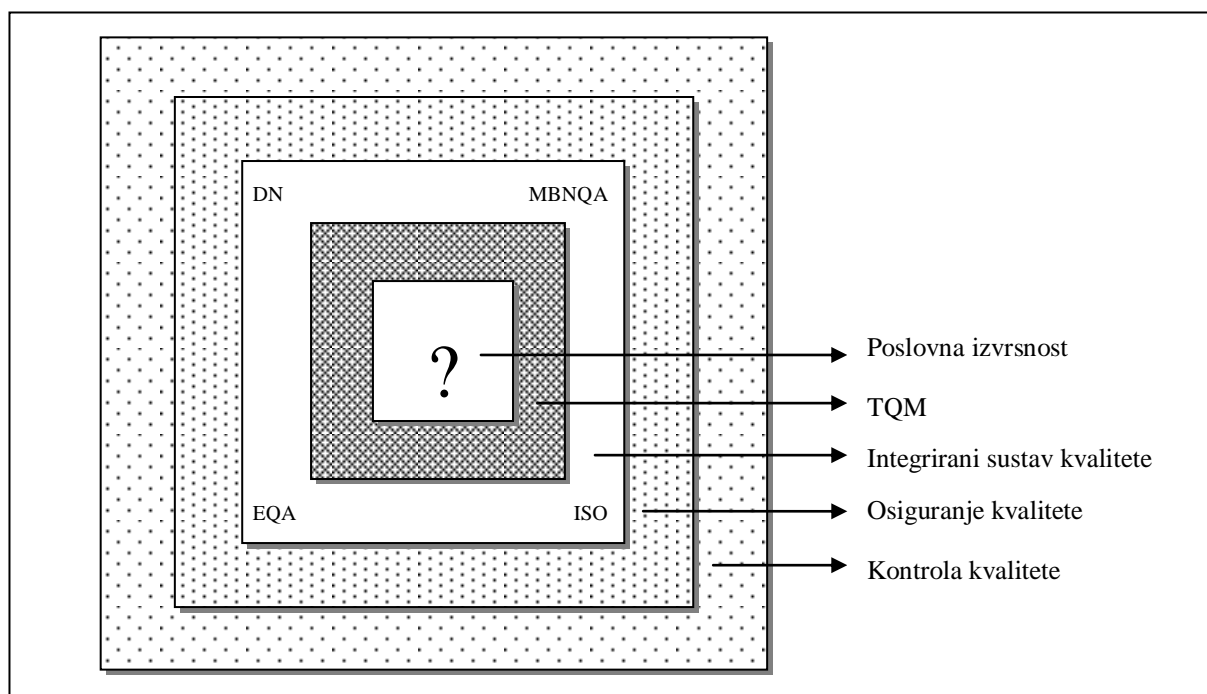 DN
MBNQA
?
Poslovna izvrsnost
TQM
Integrirani sustav kvalitete
EQA
ISO
Osiguranje kvalitete
Kontrola kvalitete